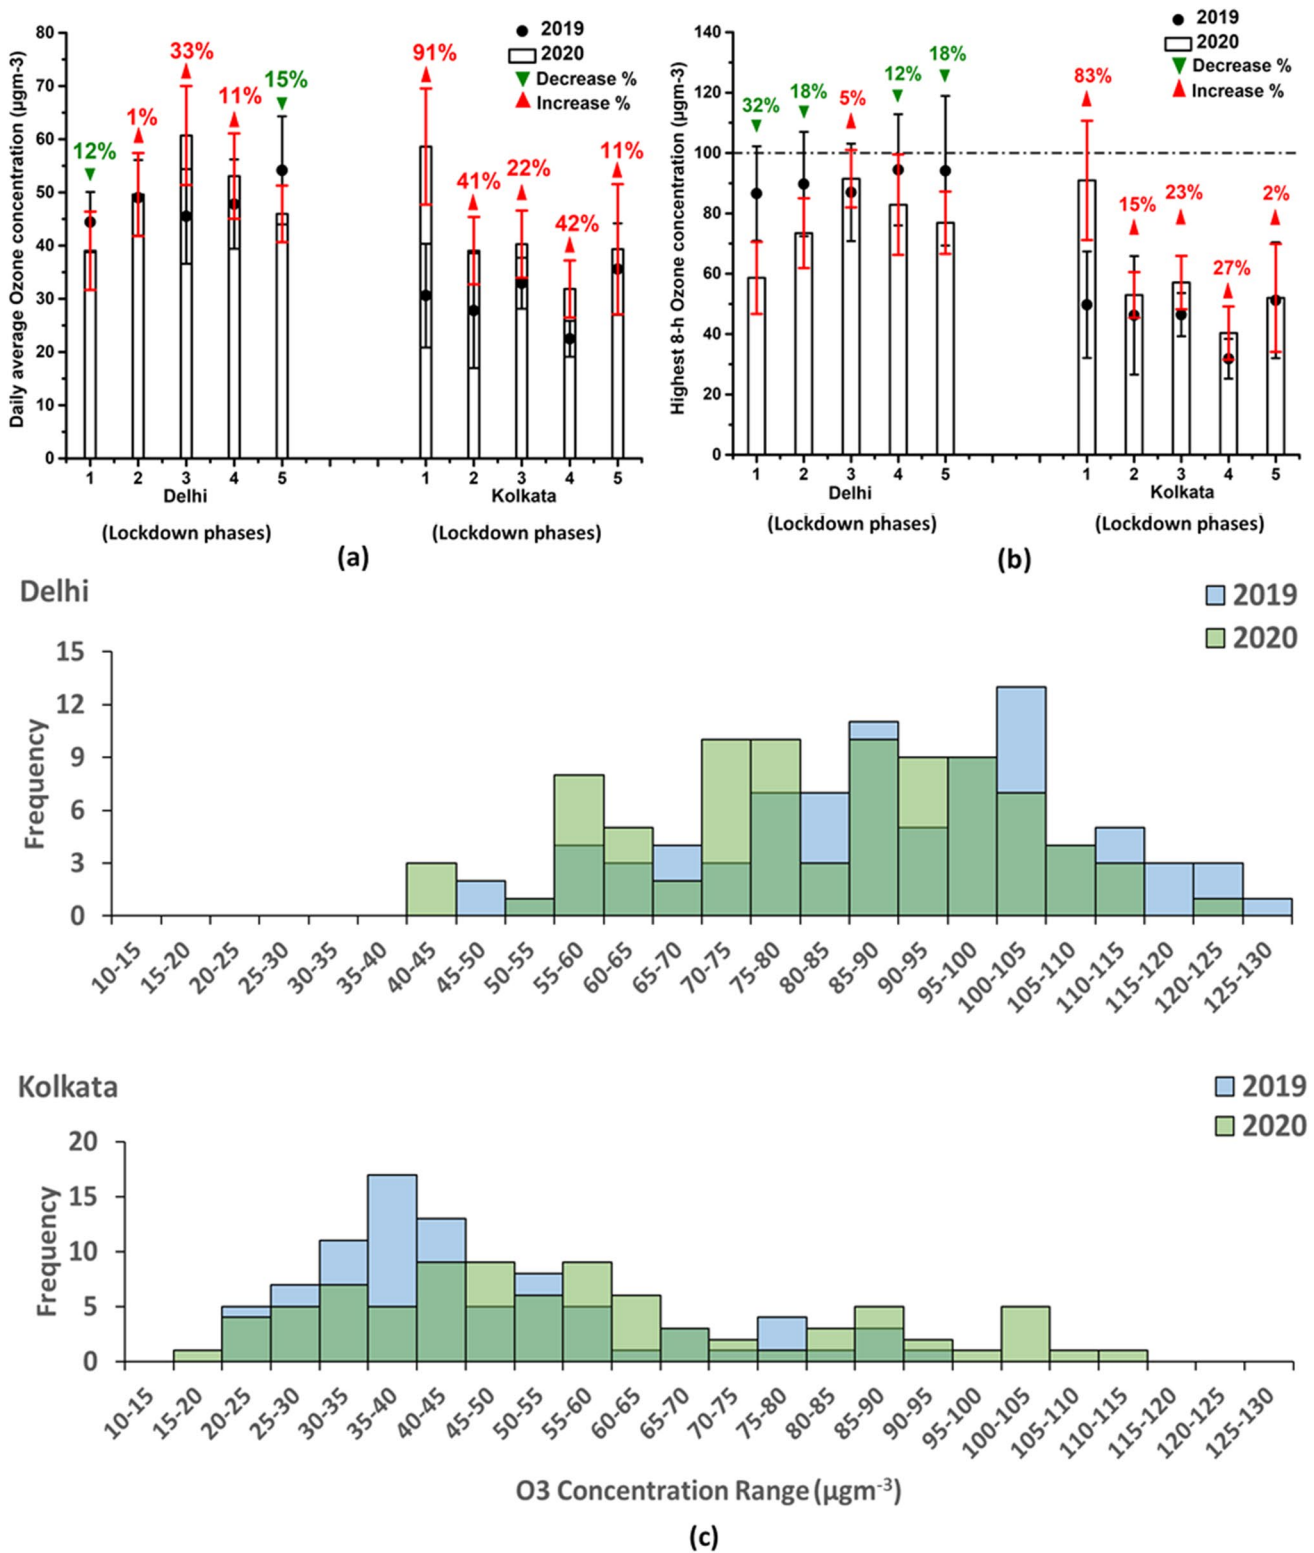 Daily average Ozone concentration (µgm-3)
80
70
60
50
40
30
20
10
0
2019
2020
Decrease %
Increase %
12%
1%
33%
11%
15%
91%
41%
22%
42%
11%
1 2 3 4 5 1 2 3 4 5
Delhi Kolkata
(Lockdown phases) (Lockdown phases)
(a)
Highest 8-h Ozone concentration (µgm-3)
140
120
100
80
60
40
20
0
2019
2020
Decrease %
Increase %
32%
18%
5%
12%
18%
83%
15%
23%
27%
2%
1 2 3 4 5 1 2 3 4 5
Delhi Kolkata
(Lockdown phases) (Lockdown phases)
(b)
Delhi
2019
2020
Frequency
15
12
9
6
3
0
10-15 15-20 20-25 25-30 30-35 35-40 40-45 45-50 50-55 55-60 60-65 65-70 70-75 75-80 80-85 85-90 90-95 95-100 100-105 105-110 110-115 115-120 120-125 125-130
Kolkata
2019
2020
Frequency
20
15
10
5
0
10-15 15-20 20-25 25-30 30-35 35-40 40-45 45-50 50-55 55-60 60-65 65-70 70-75 75-80 80-85 85-90 90-95 95-100 100-105 105-110 110-115 115-120 120-125 125-130
O3 Concentration Range (µgm⁻³)
(c)